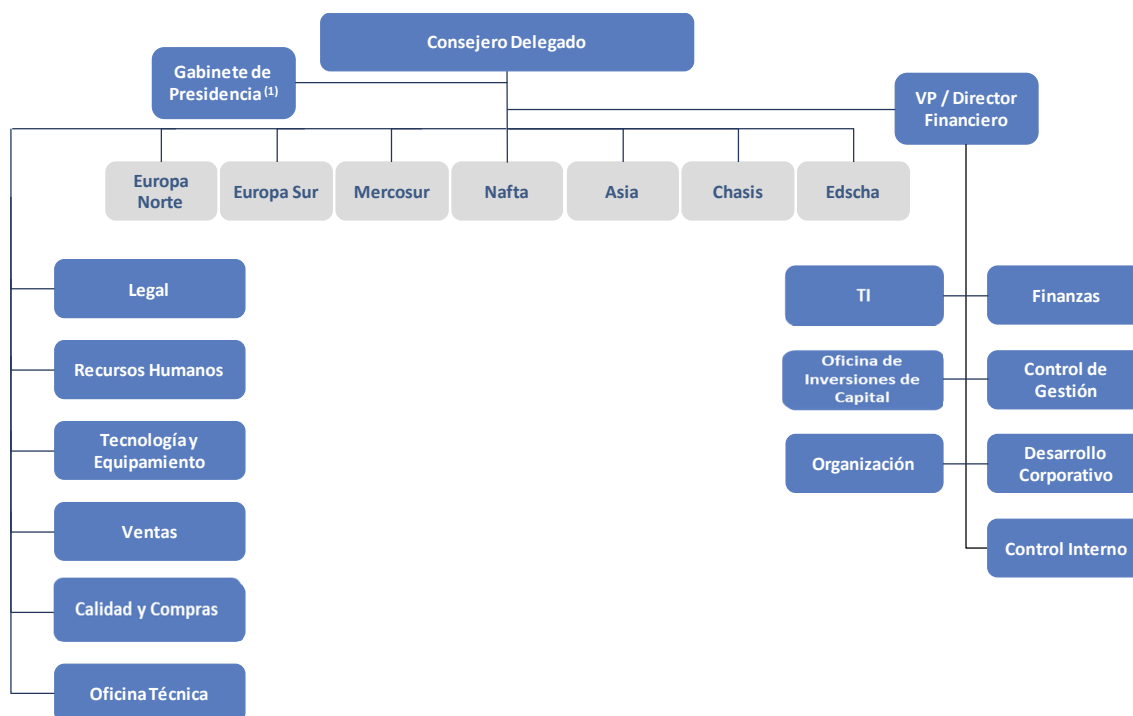 Consejero Delegado
Gabinete de
Presidencia (1)
VP / Director
Financiero
Europa
Norte
Europa Sur
Mercosur
Nafta
Asia
Chasis
Edscha
Legal
Recursos Humanos
Tecnología y
Equipamiento
Ventas
Calidad y Compras
Oficina Técnica
TI
Finanzas
Oficina de
Inversiones de
Capital
Control de
Gestión
Organización
Desarrollo
Corporativo
Control Interno